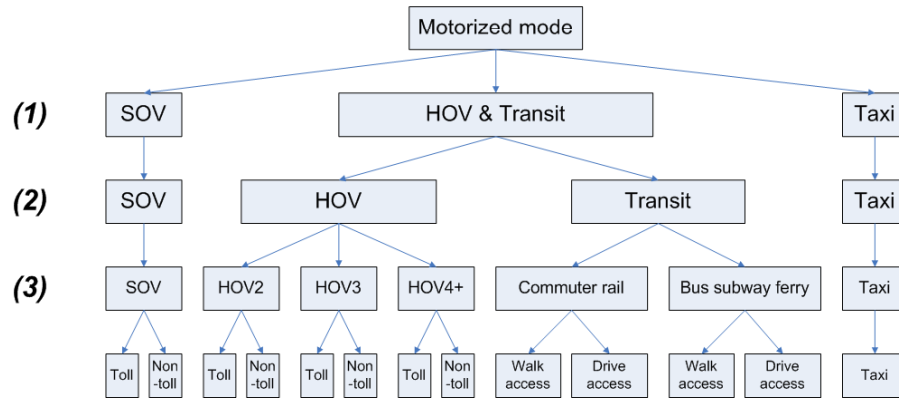 Motorized mode
(1)
SOV
HOV & Transit
Taxi
(2)
SOV
HOV
Transit
Taxi
(3)
SOV
HOV2
HOV3
HOV4+
Commuter rail
Bus subway ferry
Taxi
Toll
Non
-toll
Toll
Non
-toll
Toll
Non
-toll
Toll
Non
-toll
Walk
access
Drive
access
Walk
access
Drive
access
Taxi